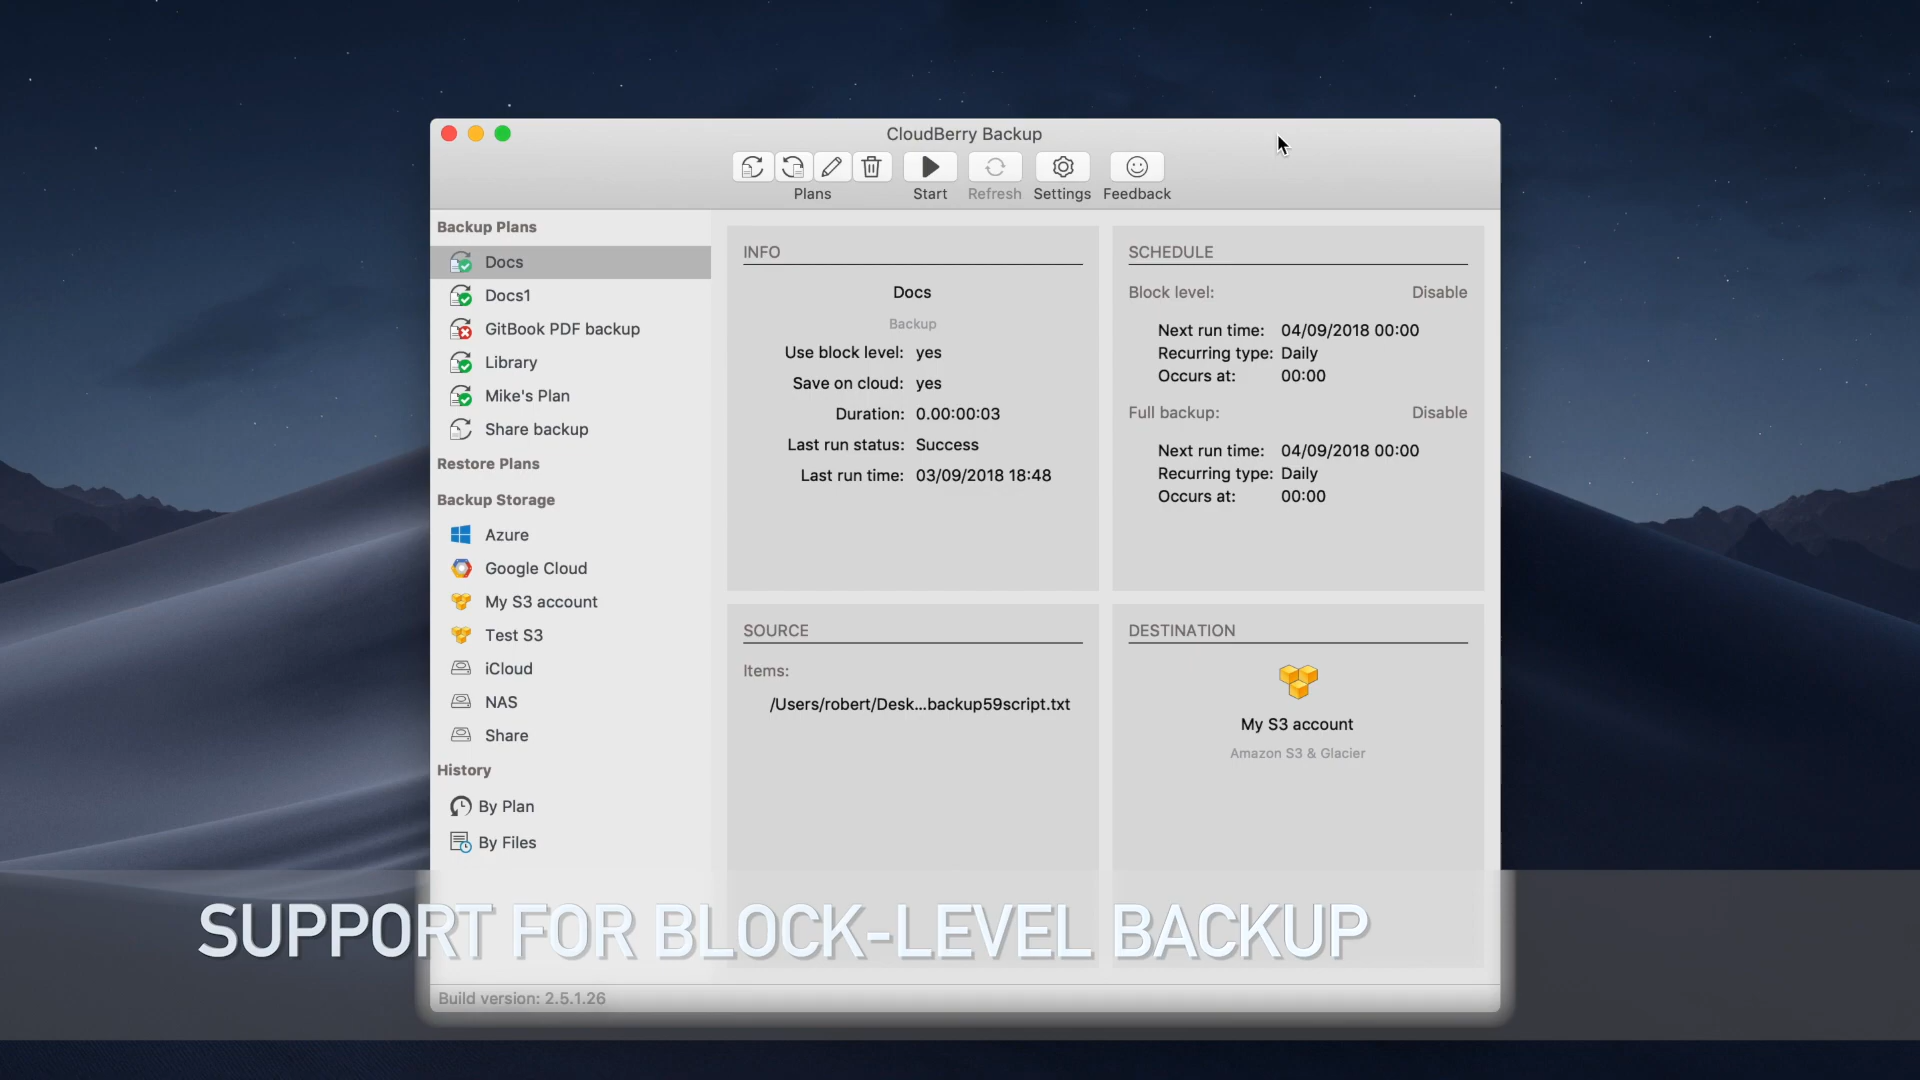 CloudBerry Backup
Plans
Start
Refresh
Settings
Feedback
Backup Plans
Docs
Docs1
GitBook PDF backup
Library
Mike's Plan
Share backup
Restore Plans
Backup Storage
Azure
Google Cloud
My S3 account
Test S3
iCloud
NAS
Share
History
By Plan
By Files
INFO
Docs
Backup
Use block level: yes
Save on cloud: yes
Duration: 0.00:00:03
Last run status: Success
Last run time: 03/09/2018 18:48
SCHEDULE
Block level: Disable
Next run time: 04/09/2018 00:00
Recurring type: Daily
Occurs at: 00:00
Full backup: Disable
Next run time: 04/09/2018 00:00
Recurring type: Daily
Occurs at: 00:00
SOURCE
Items:
/Users/robert/Desk...backup59script.txt
DESTINATION
My S3 account
Amazon S3 & Glacier
SUPPORT FOR BLOCK-LEVEL BACKUP
Build version: 2.5.1.26